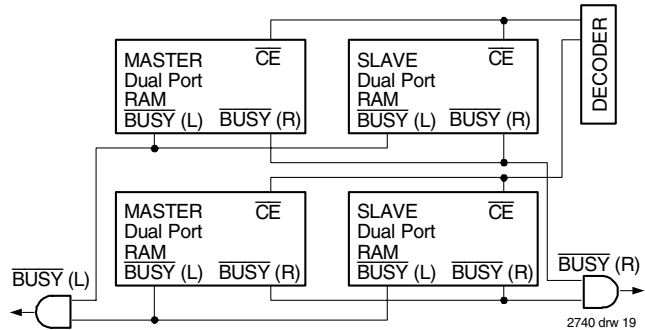 MASTER
Dual Port
RAM
CE
BUSY (L) BUSY (R)
SLAVE
Dual Port
RAM
CE
BUSY (L) BUSY (R)
DECODER
MASTER
Dual Port
RAM
CE
BUSY (L) BUSY (R)
SLAVE
Dual Port
RAM
CE
BUSY (L) BUSY (R)
BUSY (L)
BUSY (R)
2740 drw 19